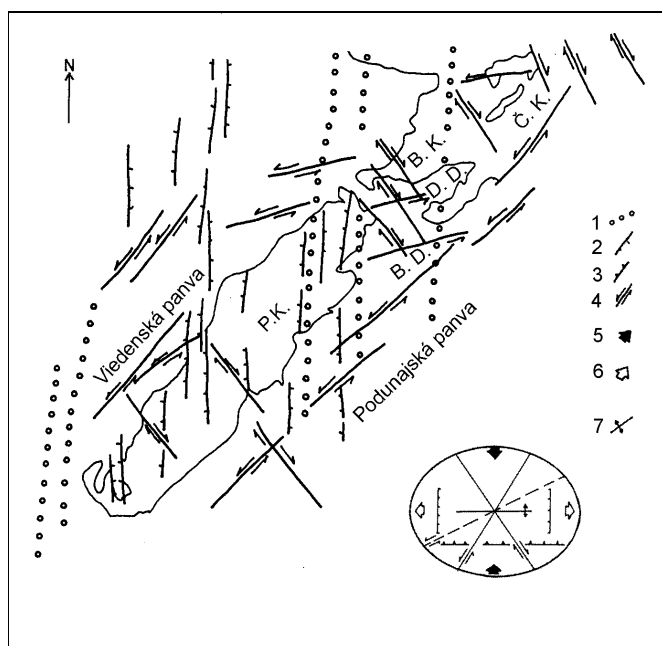 N
Č. K.
B. K.
D. D.
B. D.
P.K.
Viedenská panva
Podunajská panva
1
2
3
4
5
6
7